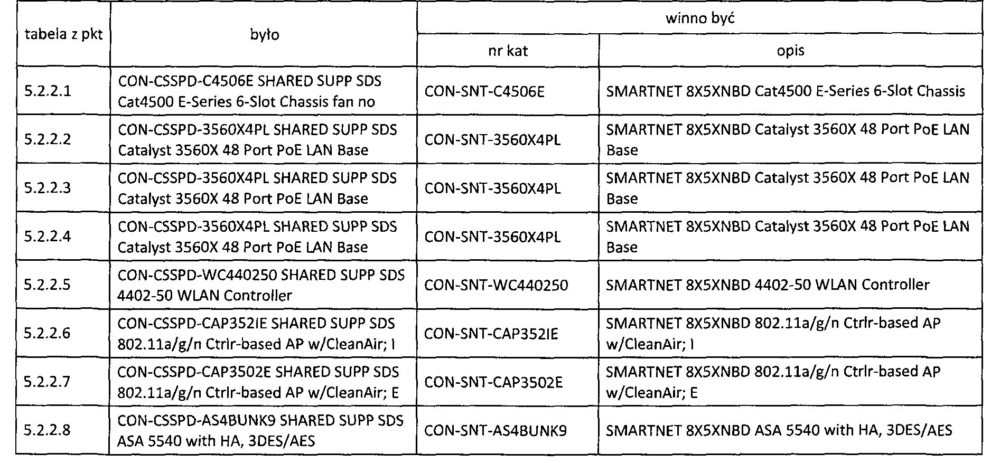 tabela z pkt
było
winno być
nr kat
opis
5.2.2.1
CON-CSSPD-C4506E SHARED SUPP SDS
Cat4500 E-Series 6-Slot Chassis fan no
CON-SNT-C4506E
SMARTNET 8X5XNBD Cat4500 E-Series 6-Slot Chassis
5.2.2.2
CON-CSSPD-3560X4PL SHARED SUPP SDS
Catalyst 3560X 48 Port PoE LAN Base
CON-SNT-3560X4PL
SMARTNET 8X5XNBD Catalyst 3560X 48 Port PoE LAN
Base
5.2.2.3
CON-CSSPD-3560X4PL SHARED SUPP SDS
Catalyst 3560X 48 Port PoE LAN Base
CON-SNT-3560X4PL
SMARTNET 8X5XNBD Catalyst 3560X 48 Port PoE LAN
Base
5.2.2.4
CON-CSSPD-3560X4PL SHARED SUPP SDS
Catalyst 3560X 48 Port PoE LAN Base
CON-SNT-3560X4PL
SMARTNET 8X5XNBD Catalyst 3560X 48 Port PoE LAN
Base
5.2.2.5
CON-CSSPD-WC440250 SHARED SUPP SDS
4402-50 WLAN Controller
CON-SNT-WC440250
SMARTNET 8X5XNBD 4402-50 WLAN Controller
5.2.2.6
CON-CSSPD-CAP352IE SHARED SUPP SDS
802.11a/g/n Ctrlr-based AP w/CleanAir; I
CON-SNT-CAP352IE
SMARTNET 8X5XNBD 802.11a/g/n Ctrlr-based AP
w/CleanAir; I
5.2.2.7
CON-CSSPD-CAP3502E SHARED SUPP SDS
802.11a/g/n Ctrlr-based AP w/CleanAir; E
CON-SNT-CAP3502E
SMARTNET 8X5XNBD 802.11a/g/n Ctrlr-based AP
w/CleanAir; E
5.2.2.8
CON-CSSPD-AS4BUNK9 SHARED SUPP SDS
ASA 5540 with HA, 3DES/AES
CON-SNT-AS4BUNK9
SMARTNET 8X5XNBD ASA 5540 with HA, 3DES/AES